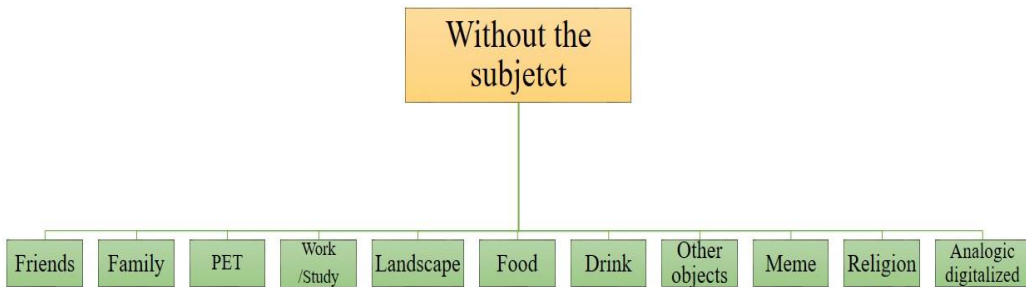 Without the
subjetct
Friends
Family
PET
Work
/Study
Landscape
Food
Drink
Other
objects
Meme
Religion
Analogic
digitalized